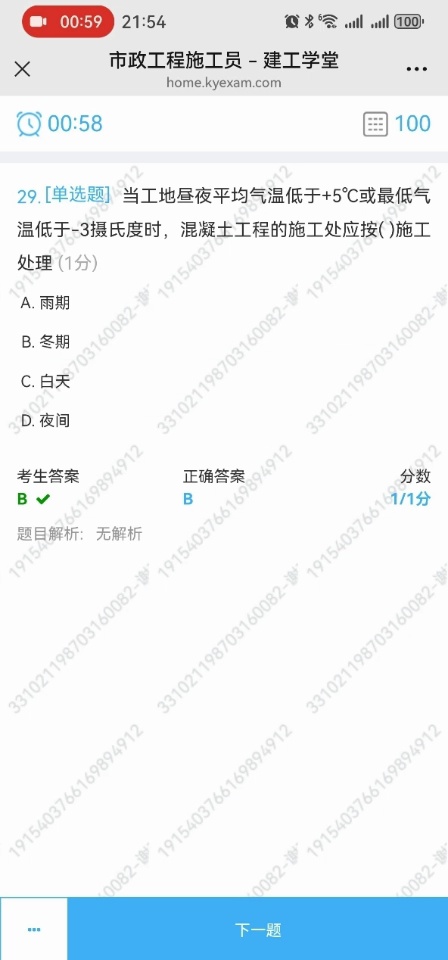 00:59 21:54 6 100
市政工程施工员 - 建工学堂
home.kyexam.com
00:58 100
29. [单选题] 当工地昼夜平均气温低于+5℃或最低气
温低于-3摄氏度时，混凝土工程的施工处应按( )施工
处理 (1分)
A. 雨期
B. 冬期
C. 白天
D. 夜间
考生答案 正确答案 分数
B B 1/1分
题目解析: 无解析
1915403766169894912
331021198703160082-谢
... 下一题